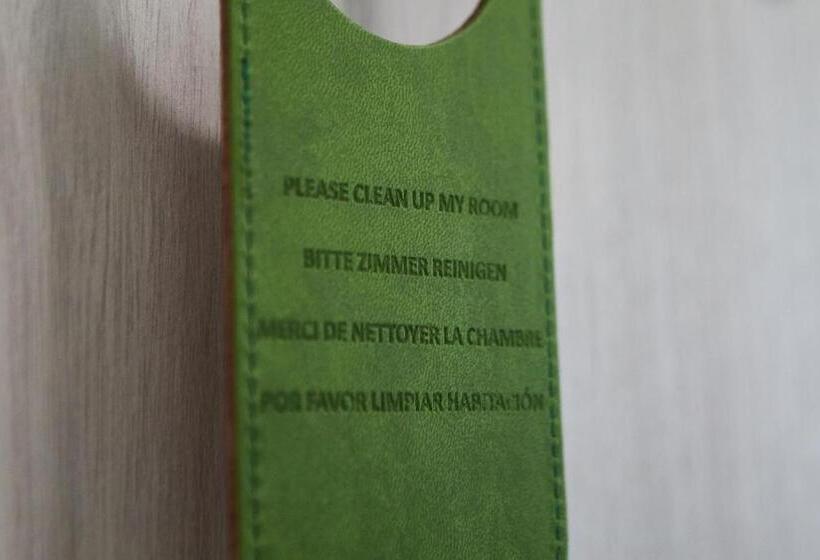 PLEASE CLEAN UP MY ROOM
BITTE ZIMMER REINIGEN
MERCI DE NETTOYER LA CHAMBRE
POR FAVOR LIMPIAR HABITACIÓN